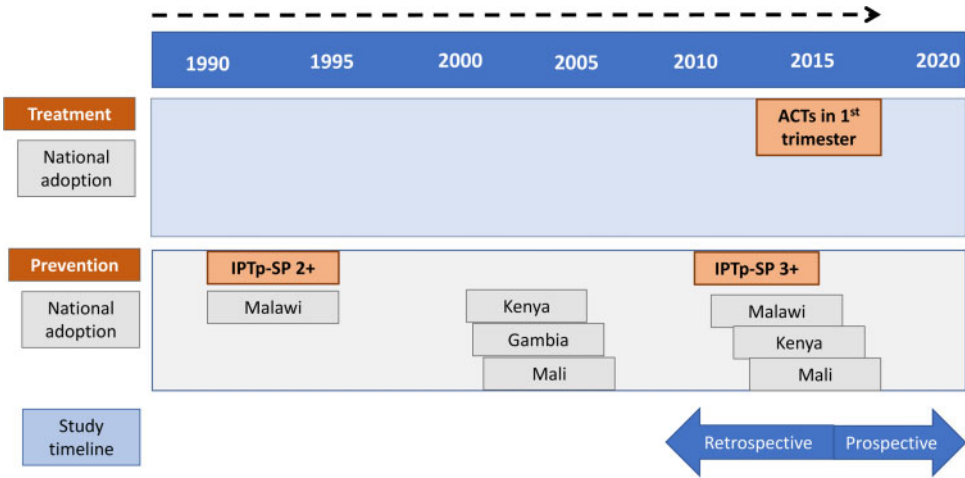 1990 1995 2000 2005 2010 2015 2020
Treatment
ACTs in 1st
trimester
National
adoption
Prevention
IPTp-SP 2+
IPTp-SP 3+
National
adoption
Malawi
Kenya
Malawi
Gambia
Kenya
Mali
Mali
Study
timeline
Retrospective
Prospective